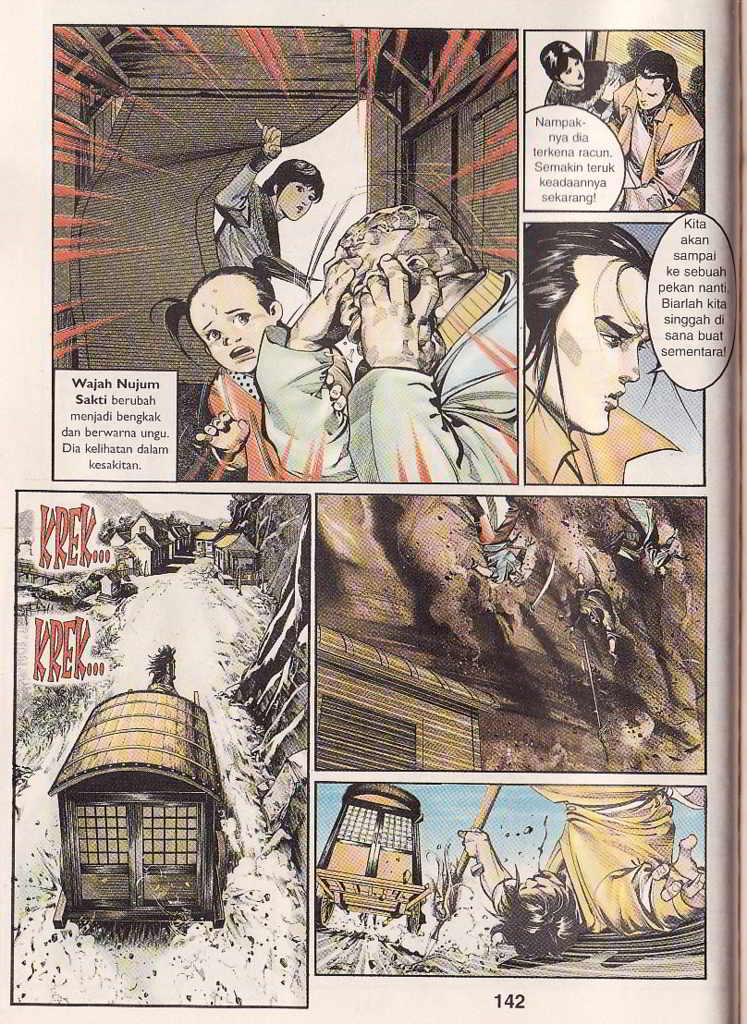 Wajah Nujum
Sakti berubah
menjadi bengkak
dan berwarna ungu.
Dia kelihatan dalam
kesakitan.
Nampak-
nya dia
terkena racun.
Semakin teruk
keadaannya
sekarang!
Kita
akan
sampai
ke sebuah
pekan nanti.
Biarlah kita
singgah di
sana buat
sementara!
KREK...
KREK...
142